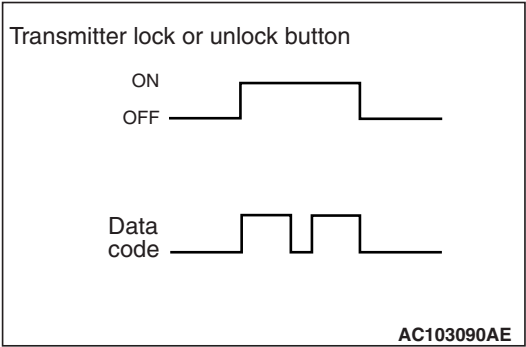 Transmitter lock or unlock button
ON
OFF
Data
code
AC103090AE